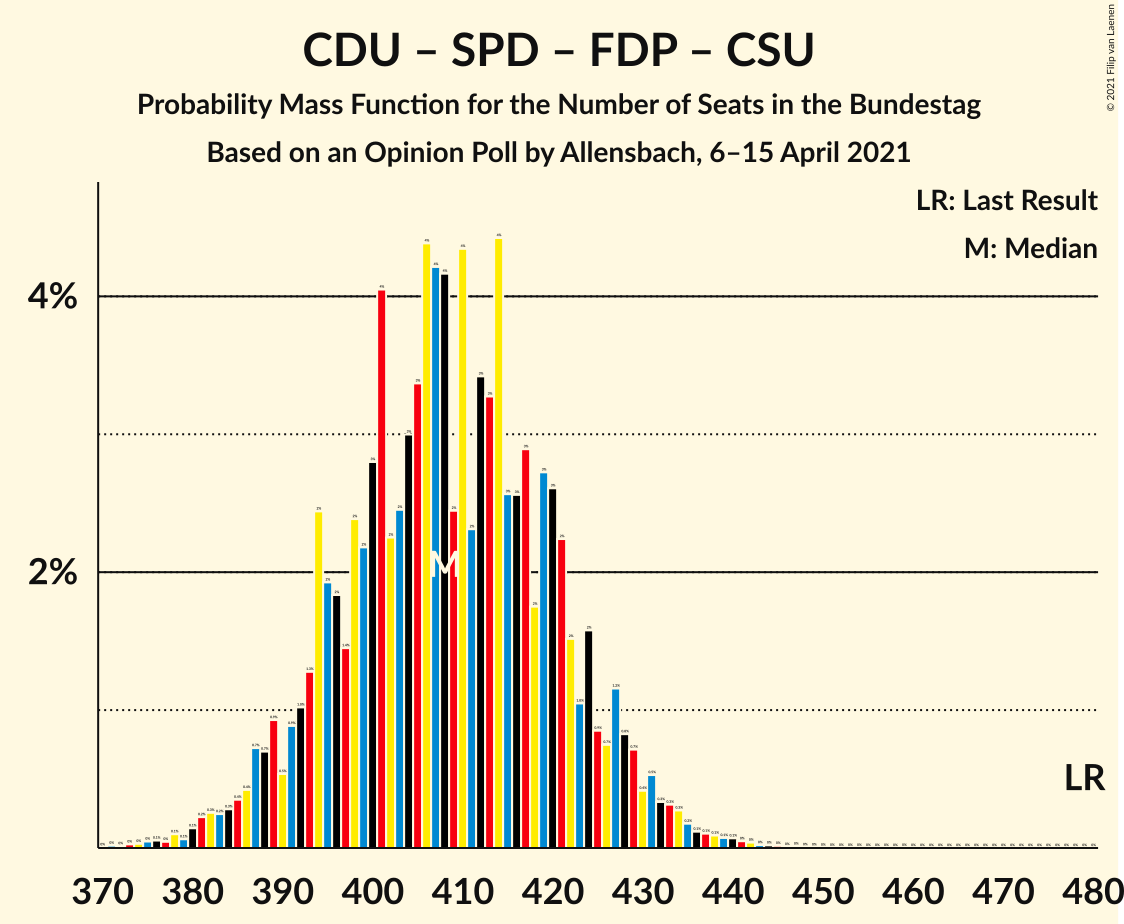 CDU – SPD – FDP – CSU
Probability Mass Function for the Number of Seats in the Bundestag
Based on an Opinion Poll by Allensbach, 6–15 April 2021
© 2021 Filip van Laenen
LR: Last Result
M: Median
4%
2%
M
LR
370 380 390 400 410 420 430 440 450 460 470 480